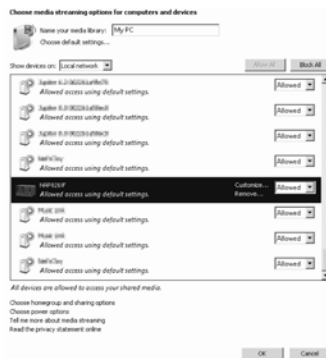 Choose media streaming options for computers and devices
Name your media library: My PC
Choose default settings...
Show devices on: Local network
Allow All
Block All
Allowed
Allowed access using default settings.
Allowed
Allowed access using default settings.
Allowed
Allowed access using default settings.
Allowed
Allowed access using default settings.
Customize...
Allowed
Allowed access using default settings.
Remove...
Music Link
Allowed
Allowed access using default settings.
Music Link
Allowed
Allowed access using default settings.
Allowed
Allowed access using default settings.
All devices are allowed to access your shared media.
Choose homegroup and sharing options
Choose power options
Tell me more about media streaming
Read the privacy statement online
OK
Cancel